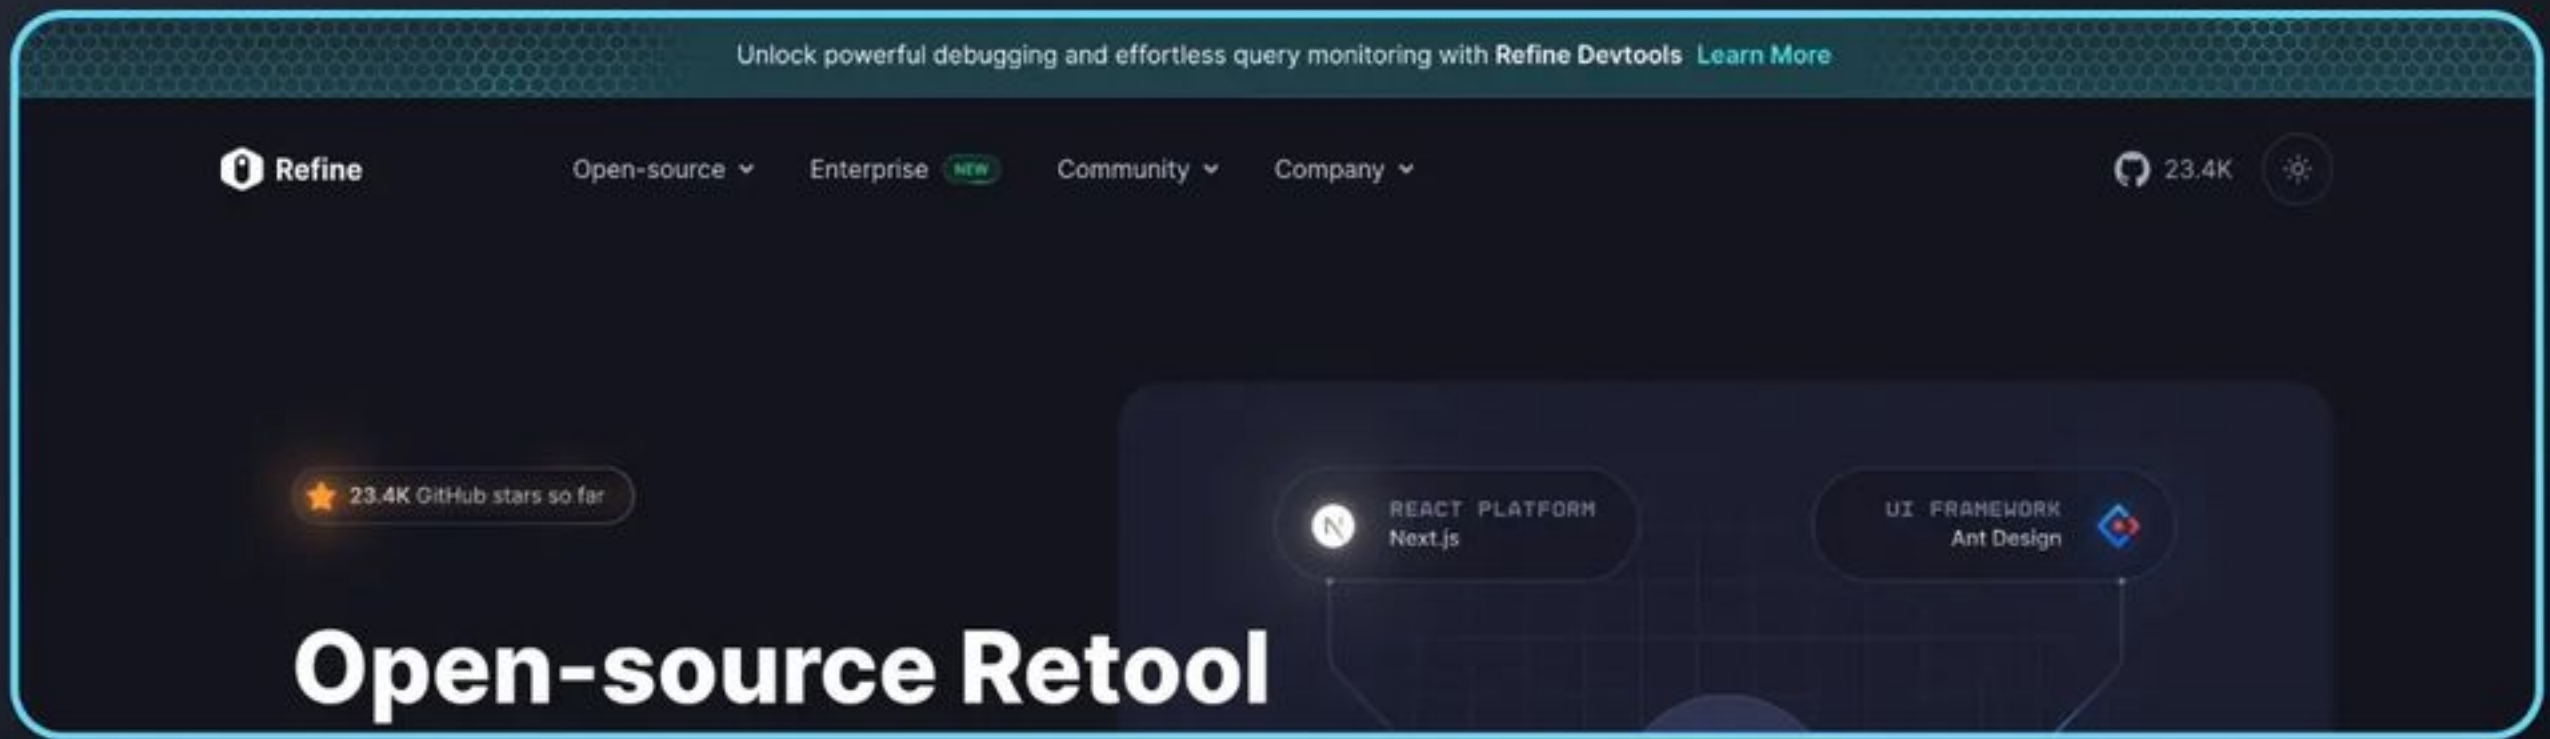 Unlock powerful debugging and effortless query monitoring with Refine Devtools Learn More
Refine Open-source Enterprise NEW Community Company 23.4K
23.4K GitHub stars so far
REACT PLATFORM
Next.js
UI FRAMEWORK
Ant Design
Open-source Retool